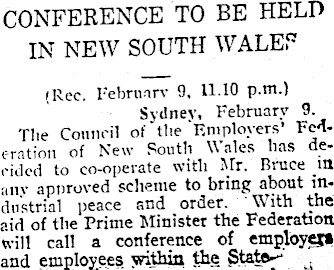 CONFERENCE TO BE HELD
IN NEW SOUTH WALES
(Rec. February 9, 11.10 p.m.)
Sydney, February 9.
The Council of the Employers' Fed-
eration of New South Wales has de-
cided to co-operate with Mr. Bruce in
any approved scheme to bring about in-
dustrial peace and order. With the
aid of the Prime Minister the Federation
will call a conference of employers
and employees within the State